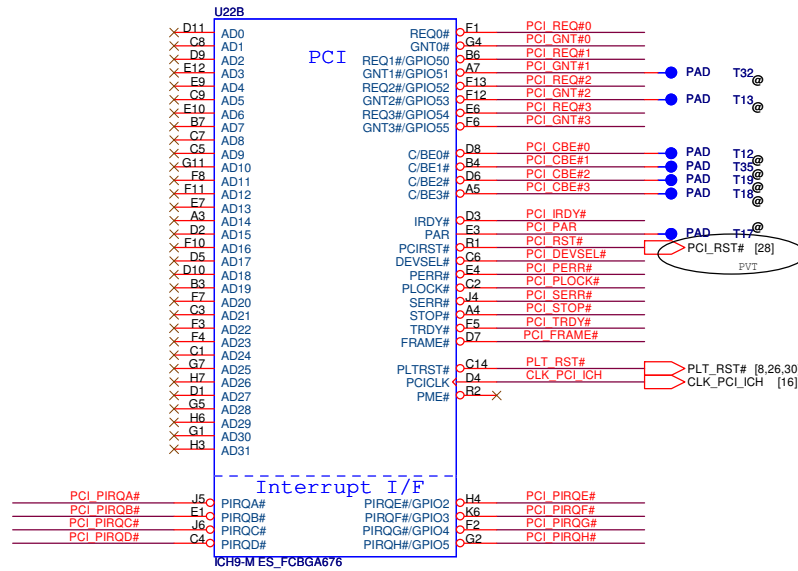 U22B
PCI
D11 AD0 REQ0# F1 PCI_REQ#0
C8 AD1 GNT0# G4 PCI_GNT#0
D9 AD2 REQ1#/GPIO50 B6 PCI_REQ#1
E12 AD3 GNT1#/GPIO51 A7 PCI_GNT#1 PAD T32 @
E9 AD4 REQ2#/GPIO52 F13 PCI_REQ#2
C9 AD5 GNT2#/GPIO53 F12 PCI_GNT#2 PAD T13 @
E10 AD6 REQ3#/GPIO54 E6 PCI_REQ#3
B7 AD7 GNT3#/GPIO55 F6 PCI_GNT#3
C7 AD8
C5 AD9 C/BE0# D8 PCI_CBE#0 PAD T12 @
G11 AD10 C/BE1# B4 PCI_CBE#1 PAD T35 @
F8 AD11 C/BE2# D6 PCI_CBE#2 PAD T19 @
F11 AD12 C/BE3# A5 PCI_CBE#3 PAD T18 @
E7 AD13
A3 AD14 IRDY# D3 PCI_IRDY#
D2 AD15 PAR E3 PCI_PAR PAD T17 @
F10 AD16 PCIRST# R1 PCI_RST# PCI_RST# [28]
D5 AD17 DEVSEL# C6 PCI_DEVSEL# PVT
D10 AD18 PERR# E4 PCI_PERR#
B3 AD19 PLOCK# C2 PCI_PLOCK#
F7 AD20 SERR# J4 PCI_SERR#
C3 AD21 STOP# A4 PCI_STOP#
F3 AD22 TRDY# F5 PCI_TRDY#
F4 AD23 FRAME# D7 PCI_FRAME#
C1 AD24
G7 AD25 PLTRST# C14 PLT_RST# PLT_RST# [8,26,30
H7 AD26 PCICLK D4 CLK_PCI_ICH CLK_PCI_ICH [16]
D1 AD27 PME# R2
G5 AD28
H6 AD29
G1 AD30
H3 AD31
Interrupt I/F
PCI_PIRQA# J5 PIRQA# PIRQE#/GPIO2 H4 PCI_PIRQE#
PCI_PIRQB# E1 PIRQB# PIRQF#/GPIO3 K6 PCI_PIRQF#
PCI_PIRQC# J6 PIRQC# PIRQG#/GPIO4 F2 PCI_PIRQG#
PCI_PIRQD# C4 PIRQD# PIRQH#/GPIO5 G2 PCI_PIRQH#
ICH9-M ES_FCBGA676